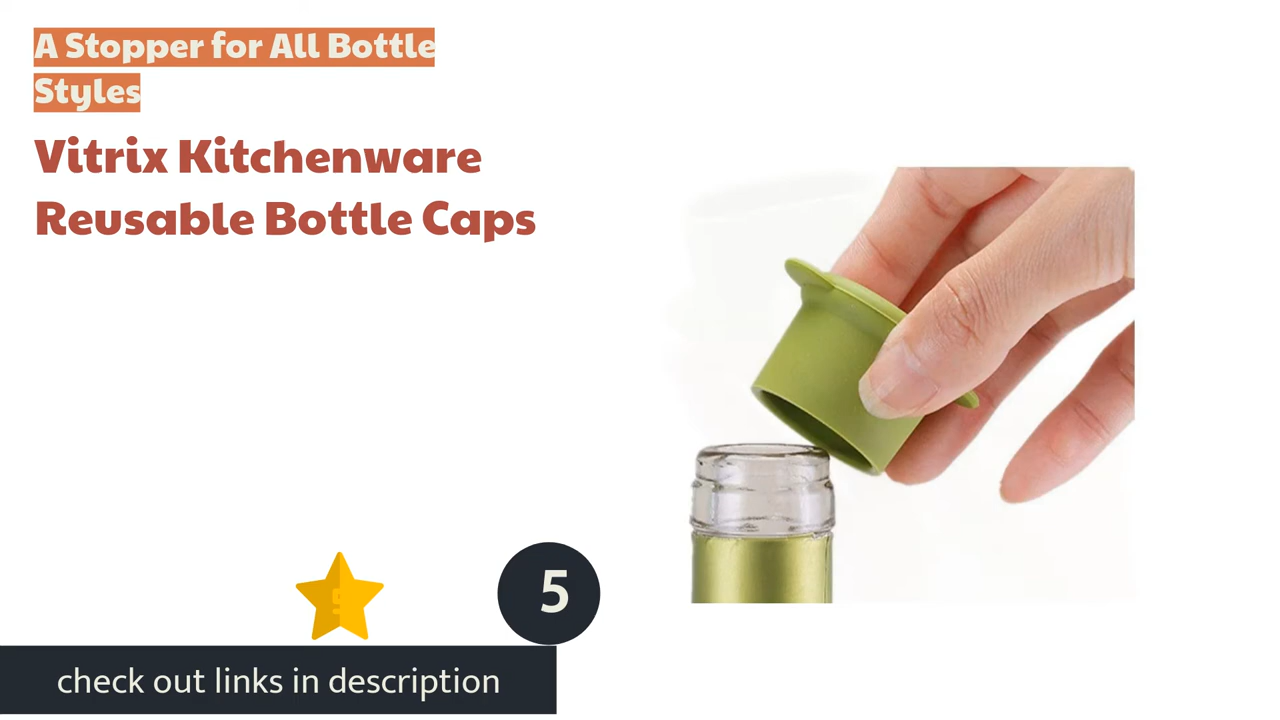 A Stopper for All Bottle
Styles
Vitrix Kitchenware
Reusable Bottle Caps
5
check out links in description